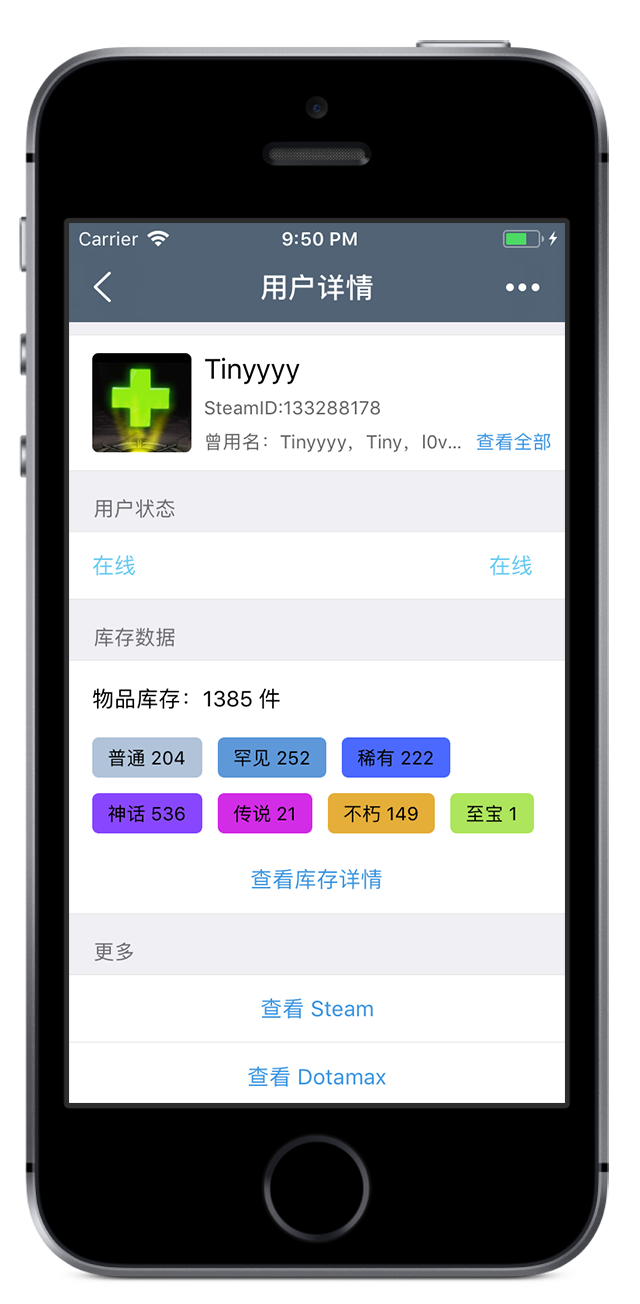 Carrier 9:50 PM
用户详情
Tinyyyy
SteamID:133288178
曾用名：Tinyyyy，Tiny，l0v... 查看全部
用户状态
在线 在线
库存数据
物品库存：1385 件
普通 204 罕见 252 稀有 222
神话 536 传说 21 不朽 149 至宝 1
查看库存详情
更多
查看 Steam
查看 Dotamax